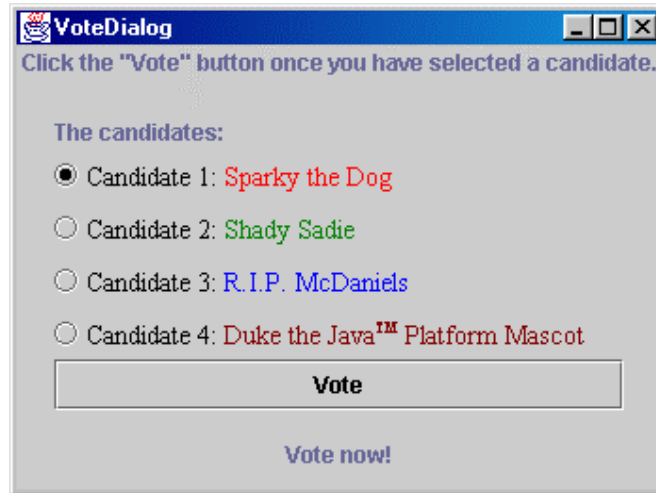 VoteDialog
Click the "Vote" button once you have selected a candidate.
The candidates:
Candidate 1: Sparky the Dog
Candidate 2: Shady Sadie
Candidate 3: R.I.P. McDaniels
Candidate 4: Duke the Java™ Platform Mascot
Vote
Vote now!